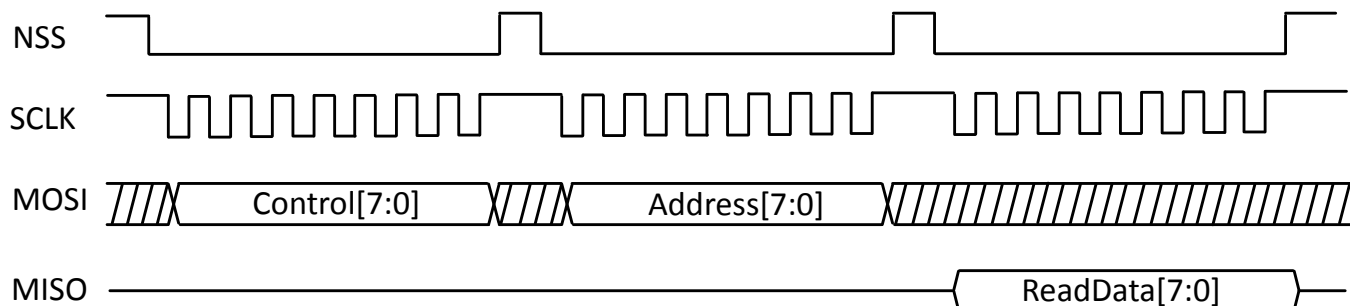 NSS
SCLK
MOSI Control[7:0] Address[7:0]
MISO ReadData[7:0]